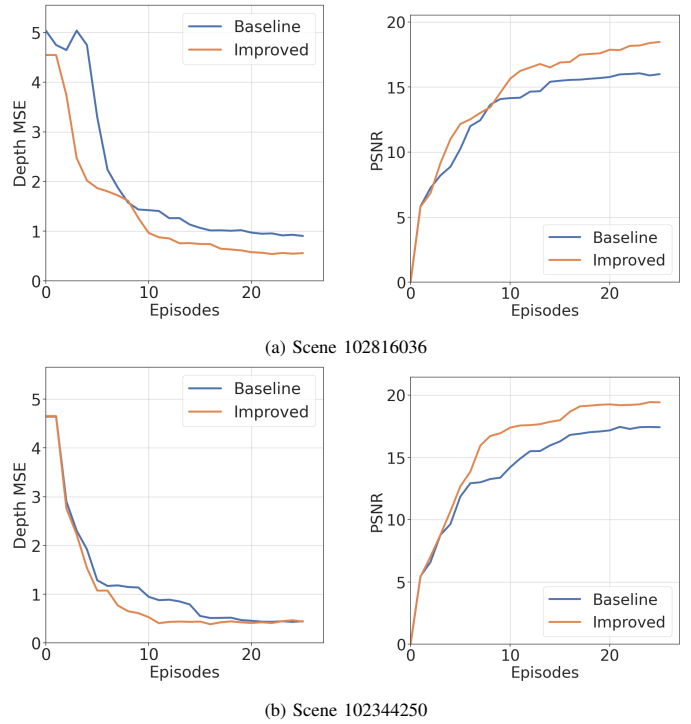 5
4
3
2
1
0
Depth MSE
0
10
20
Episodes
Baseline
Improved
20
15
10
5
0
PSNR
0
10
20
Episodes
Baseline
Improved
(a) Scene 102816036
5
4
3
2
1
0
Depth MSE
0
10
20
Episodes
Baseline
Improved
20
15
10
5
0
PSNR
0
10
20
Episodes
Baseline
Improved
(b) Scene 102344250